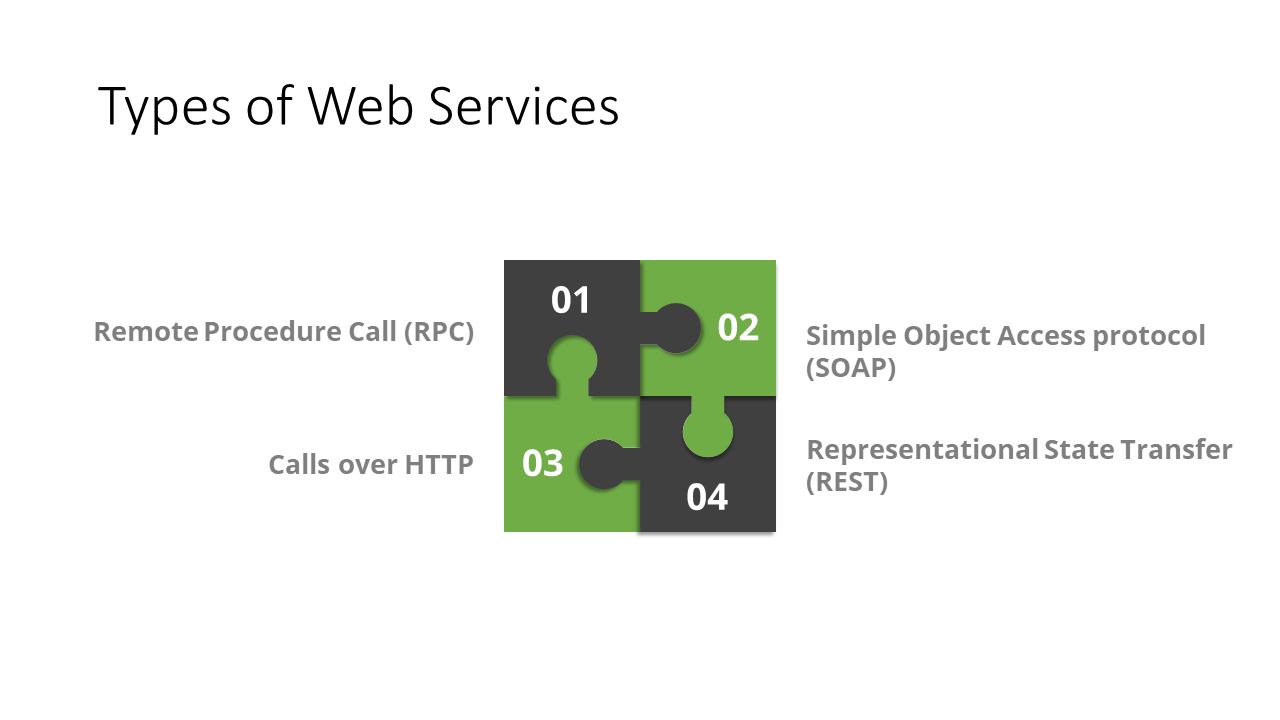 Types of Web Services
01
Remote Procedure Call (RPC)
02
Simple Object Access protocol
(SOAP)
03
Calls over HTTP
04
Representational State Transfer
(REST)